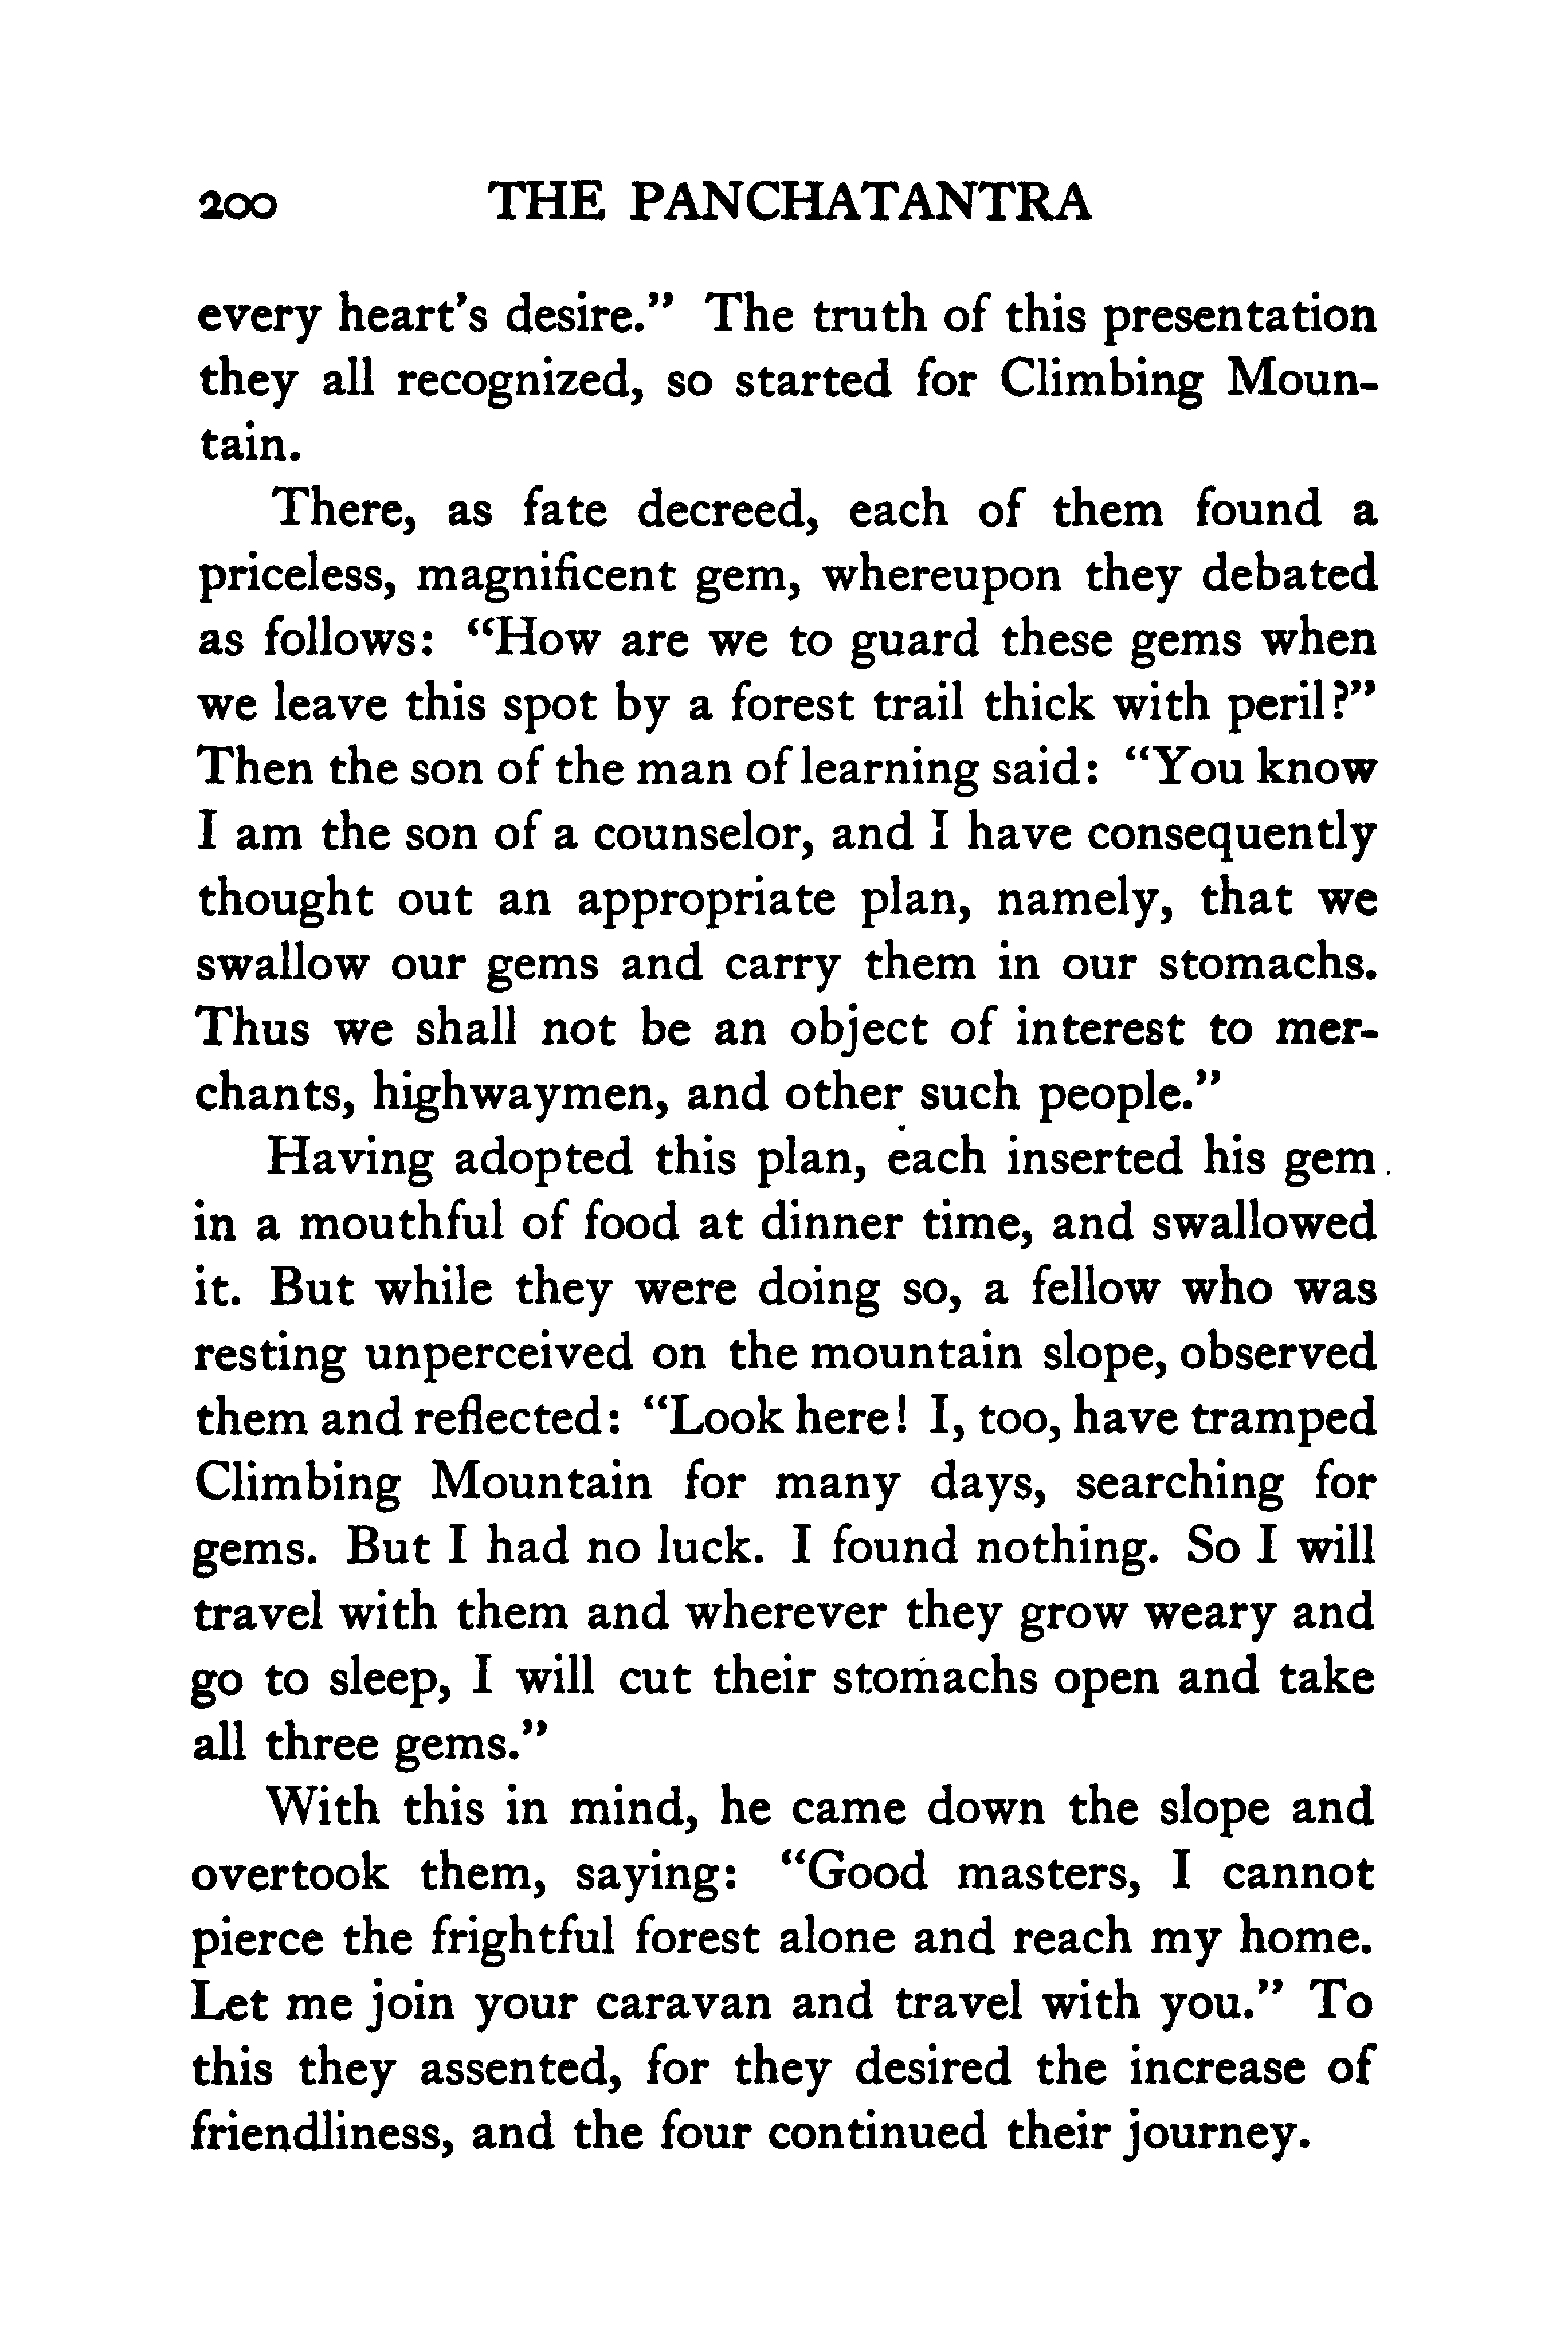 200 THE PANCHATANTRA
every heart's desire.” The truth of this presentation
they all recognized, so started for Climbing Moun-
tain.
There, as fate decreed, each of them found a
priceless, magnificent gem, whereupon they debated
as follows: “How are we to guard these gems when
we leave this spot by a forest trail thick with peril?”
Then the son of the man of learning said: “You know
I am the son of a counselor, and I have consequently
thought out an appropriate plan, namely, that we
swallow our gems and carry them in our stomachs.
Thus we shall not be an object of interest to mer-
chants, highwaymen, and other such people.”
Having adopted this plan, each inserted his gem
in a mouthful of food at dinner time, and swallowed
it. But while they were doing so, a fellow who was
resting unperceived on the mountain slope, observed
them and reflected: “Look here! I, too, have tramped
Climbing Mountain for many days, searching for
gems. But I had no luck. I found nothing. So I will
travel with them and wherever they grow weary and
go to sleep, I will cut their stomachs open and take
all three gems.”
With this in mind, he came down the slope and
overtook them, saying: “Good masters, I cannot
pierce the frightful forest alone and reach my home.
Let me join your caravan and travel with you.” To
this they assented, for they desired the increase of
friendliness, and the four continued their journey.